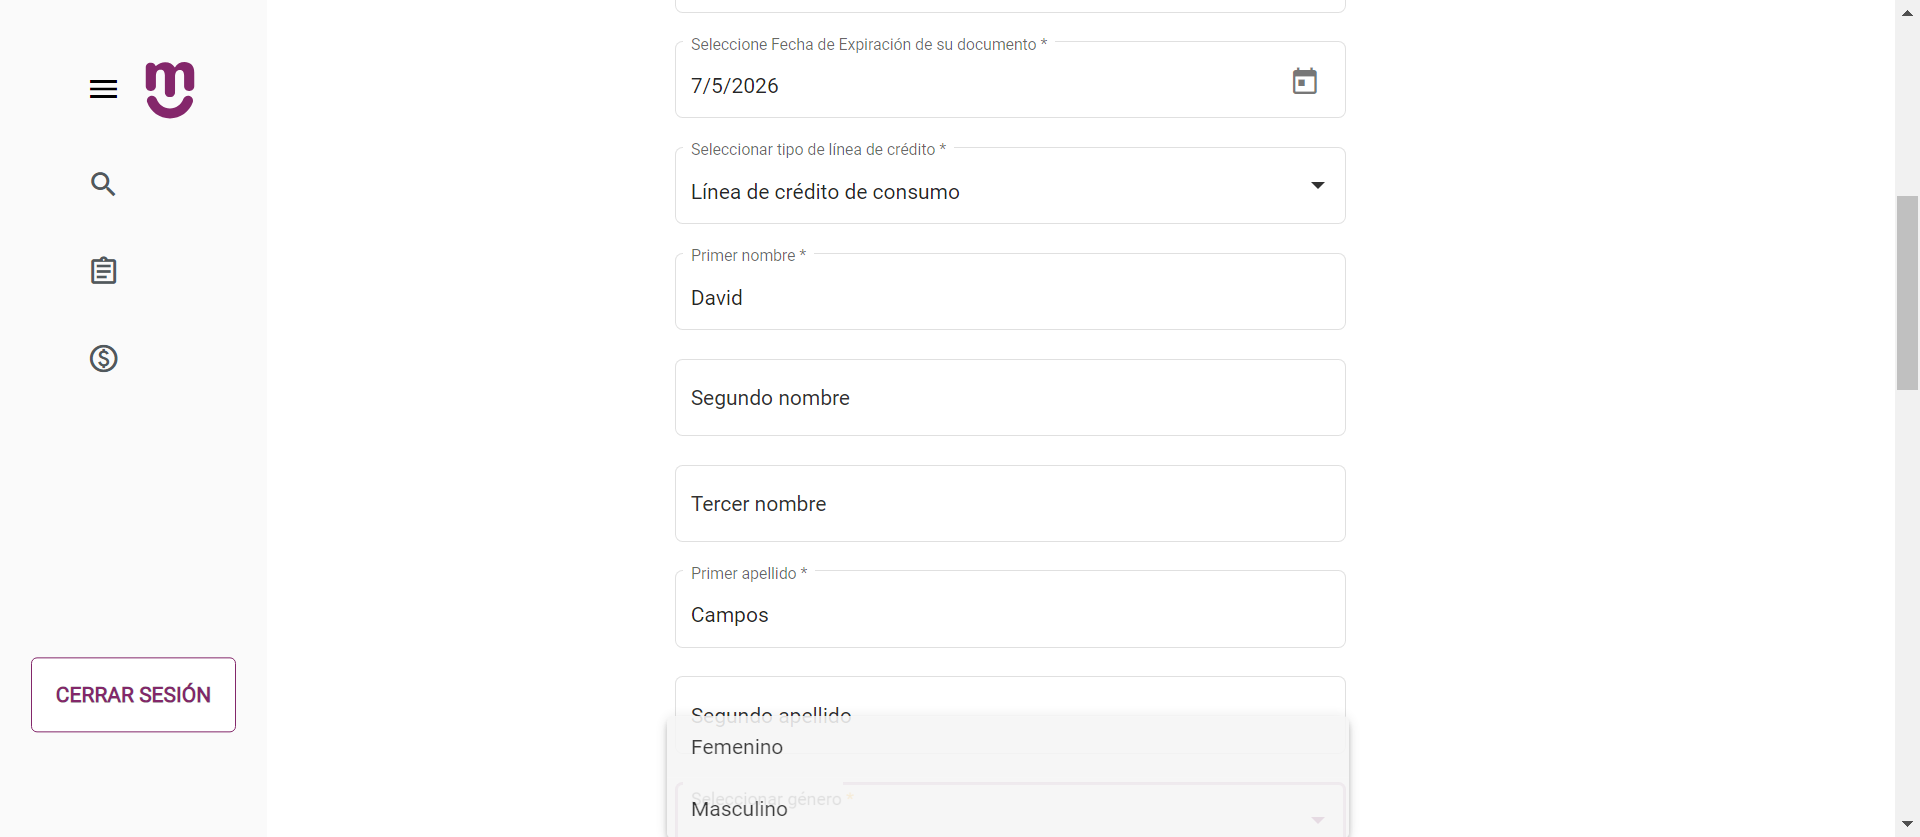 Seleccione Fecha de Expiración de su documento *
7/5/2026
Seleccionar tipo de línea de crédito *
Línea de crédito de consumo
Primer nombre *
David
Segundo nombre
Tercer nombre
Primer apellido *
Campos
Segundo apellido
Femenino
Seleccionar género *
Masculino
CERRAR SESIÓN